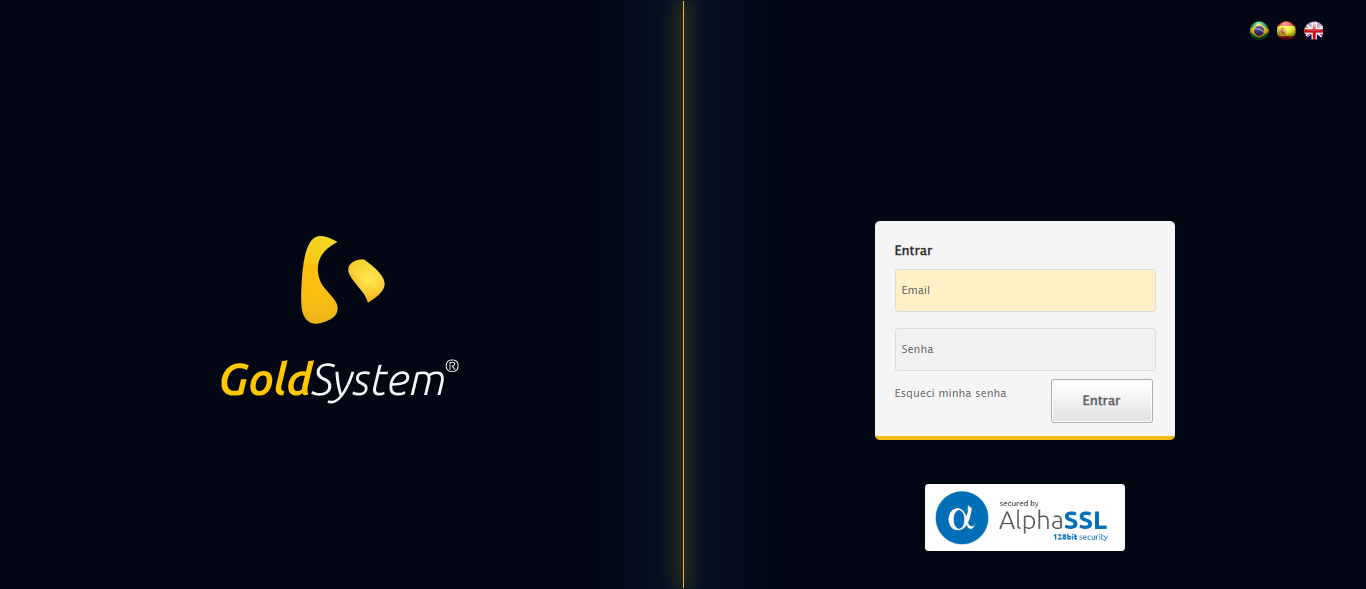 GoldSystem®
Entrar
Email
Senha
Esqueci minha senha
Entrar
α
secured by
AlphaSSL
128bit security